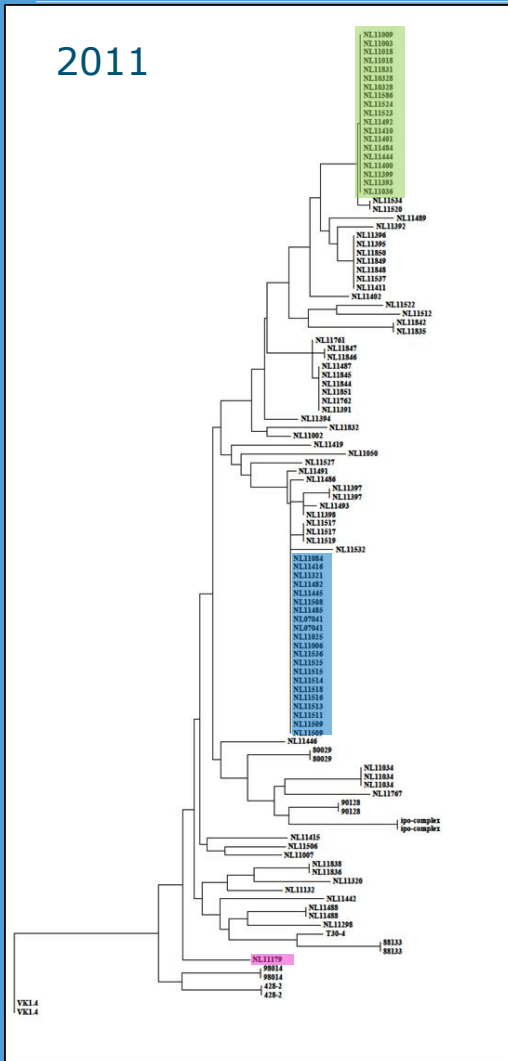 2011
NL11009
NL11003
NL11018
NL11018
NL11831
NL10328
NL10328
NL11586
NL11524
NL11523
NL11492
NL11410
NL11401
NL11484
NL11444
NL11400
NL11399
NL11393
NL11036
NL11534
NL11520
NL11489
NL11392
NL11396
NL11395
NL11850
NL11849
NL11848
NL11537
NL11411
NL11402
NL11522
NL11512
NL11842
NL11835
NL11761
NL11847
NL11846
NL11487
NL11845
NL11844
NL11851
NL11762
NL11391
NL11394
NL11832
NL11002
NL11419
NL11050
NL11527
NL11491
NL11486
NL11397
NL11397
NL11493
NL11398
NL11517
NL11517
NL11519
NL11532
NL11084
NL11416
NL11321
NL11482
NL11445
NL11508
NL11485
NL07041
NL07041
NL11025
NL11006
NL11536
NL11525
NL11515
NL11514
NL11518
NL11516
NL11513
NL11511
NL11509
NL11509
NL11446
80029
80029
NL11034
NL11034
NL11034
NL11767
90128
90128
ipo-complex
ipo-complex
NL11415
NL11506
NL11007
NL11838
NL11836
NL11320
NL11132
NL11442
NL11488
NL11488
NL11298
T30-4
88133
88133
NL11179
98014
98014
428-2
428-2
VK1.4
VK1.4